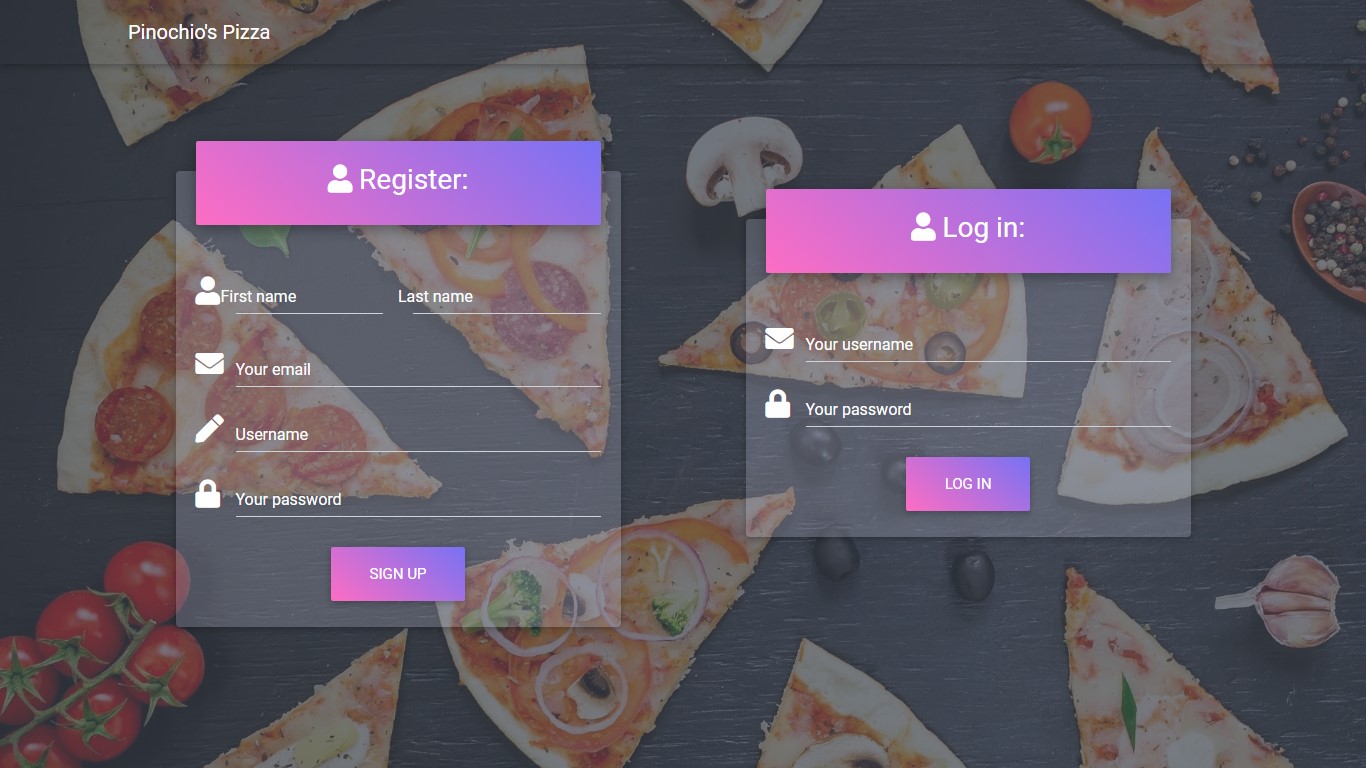 Pinochio's Pizza
Register:
First name Last name
Your email
Username
Your password
SIGN UP
Log in:
Your username
Your password
LOG IN